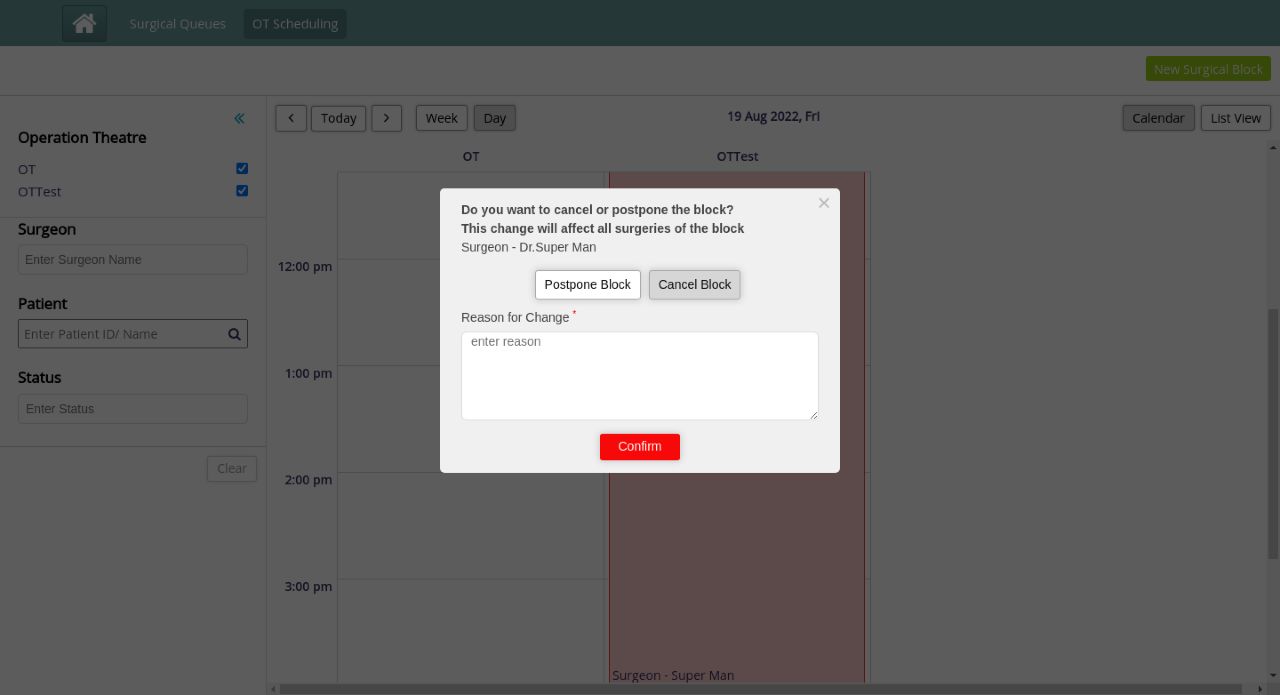 Surgical Queues
OT Scheduling
New Surgical Block
Today
Week
Day
19 Aug 2022, Fri
Calendar
List View
Operation Theatre
OT
OTTest
Surgeon
Enter Surgeon Name
Patient
Enter Patient ID/ Name
Status
Enter Status
Clear
OT
OTTest
12:00 pm
1:00 pm
2:00 pm
3:00 pm
Surgeon - Super Man
Do you want to cancel or postpone the block?
This change will affect all surgeries of the block
Surgeon - Dr.Super Man
Postpone Block
Cancel Block
Reason for Change *
enter reason
Confirm